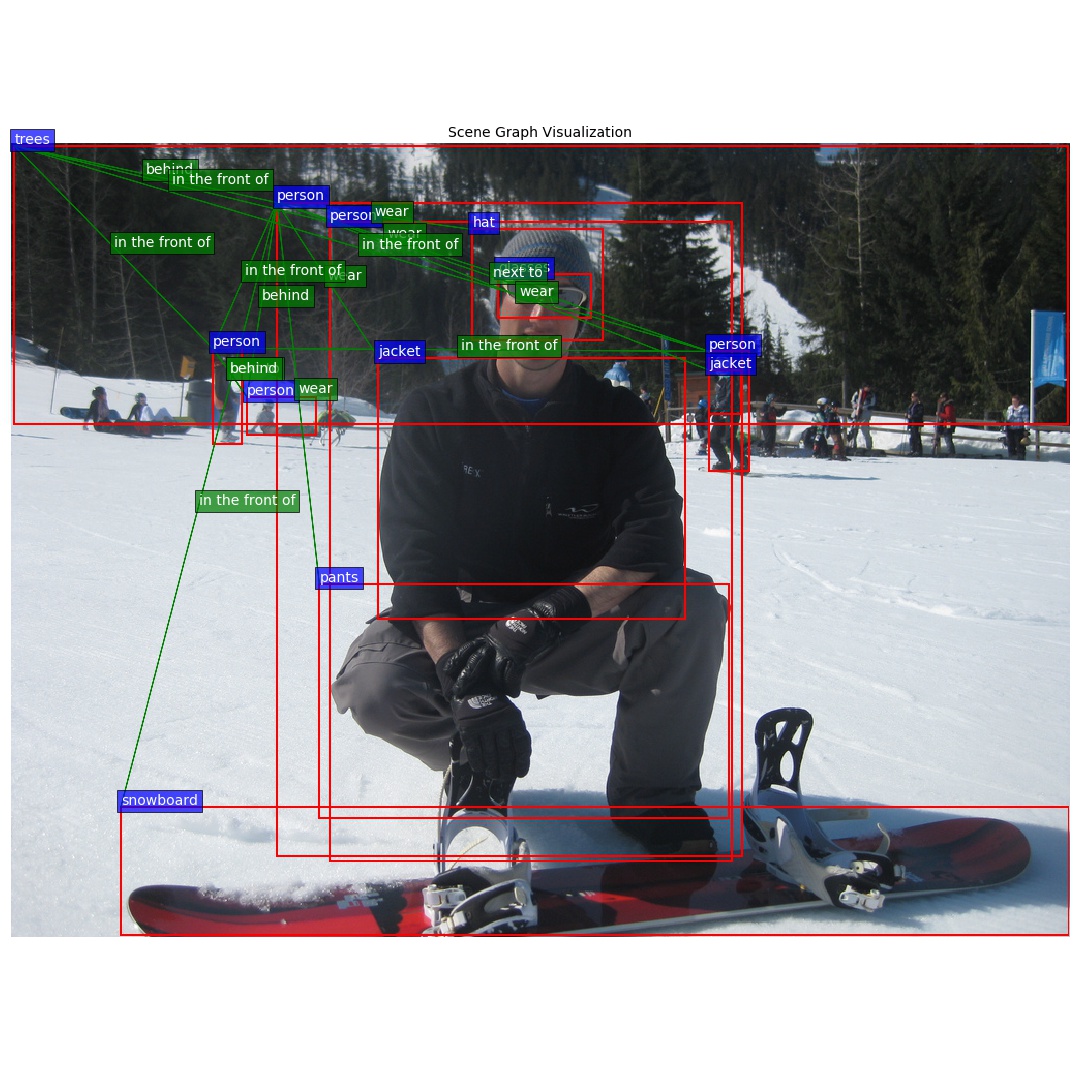 Scene Graph Visualization
trees
behind
in the front of
person
person
wear
hat
wear
in the front of
in the front of
glasses
next to
in the front of
wear
wear
behind
person
in the front of
person
jacket
jacket
behind
person
wear
in the front of
pants
snowboard